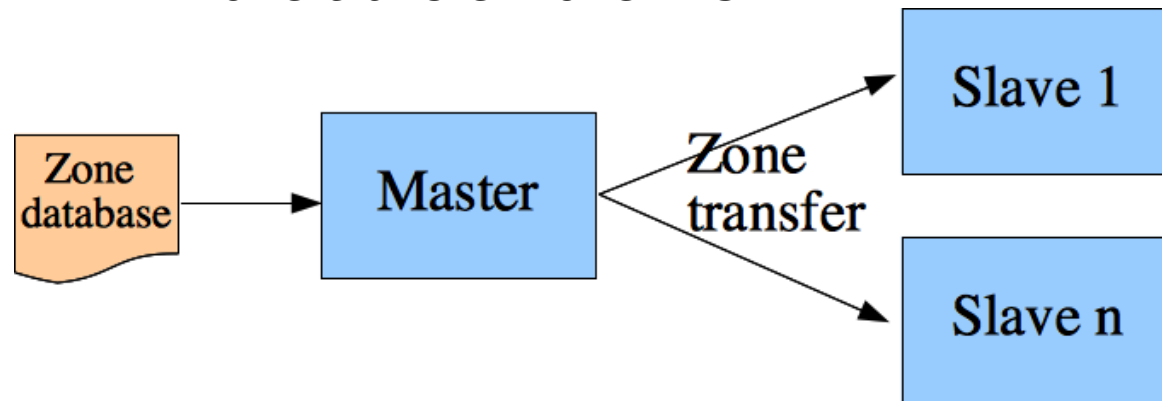 Zone
database
Master
Zone
transfer
Slave 1
Slave n